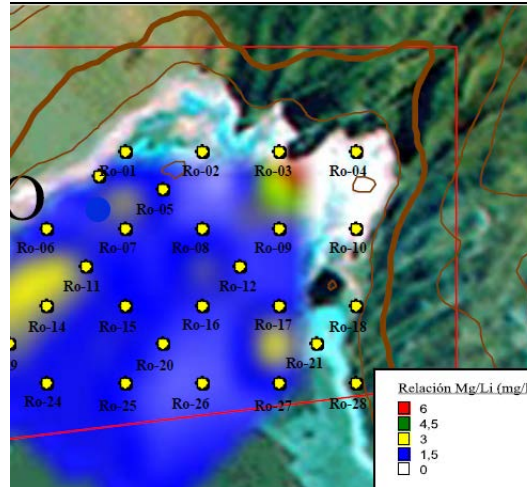 Ro-01 Ro-02 Ro-03 Ro-04
Ro-05
O
Ro-06 Ro-07 Ro-08 Ro-09 Ro-10
Ro-11 Ro-12
Ro-14 Ro-15 Ro-16 Ro-17 Ro-18
9 Ro-20 Ro-21
Ro-24 Ro-25 Ro-26 Ro-27 Ro-28
Relación Mg/Li (mg/
6
4,5
3
1,5
0